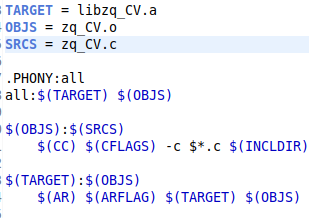 TARGET = libzq_CV.a
OBJS = zq_CV.o
SRCS = zq_CV.c
.PHONY:all
all:$(TARGET) $(OBJS)
$(OBJS):$(SRCS)
$(CC) $(CFLAGS) -c $*.c $(INCLDIR)
$(TARGET):$(OBJS)
$(AR) $(ARFLAG) $(TARGET) $(OBJS)